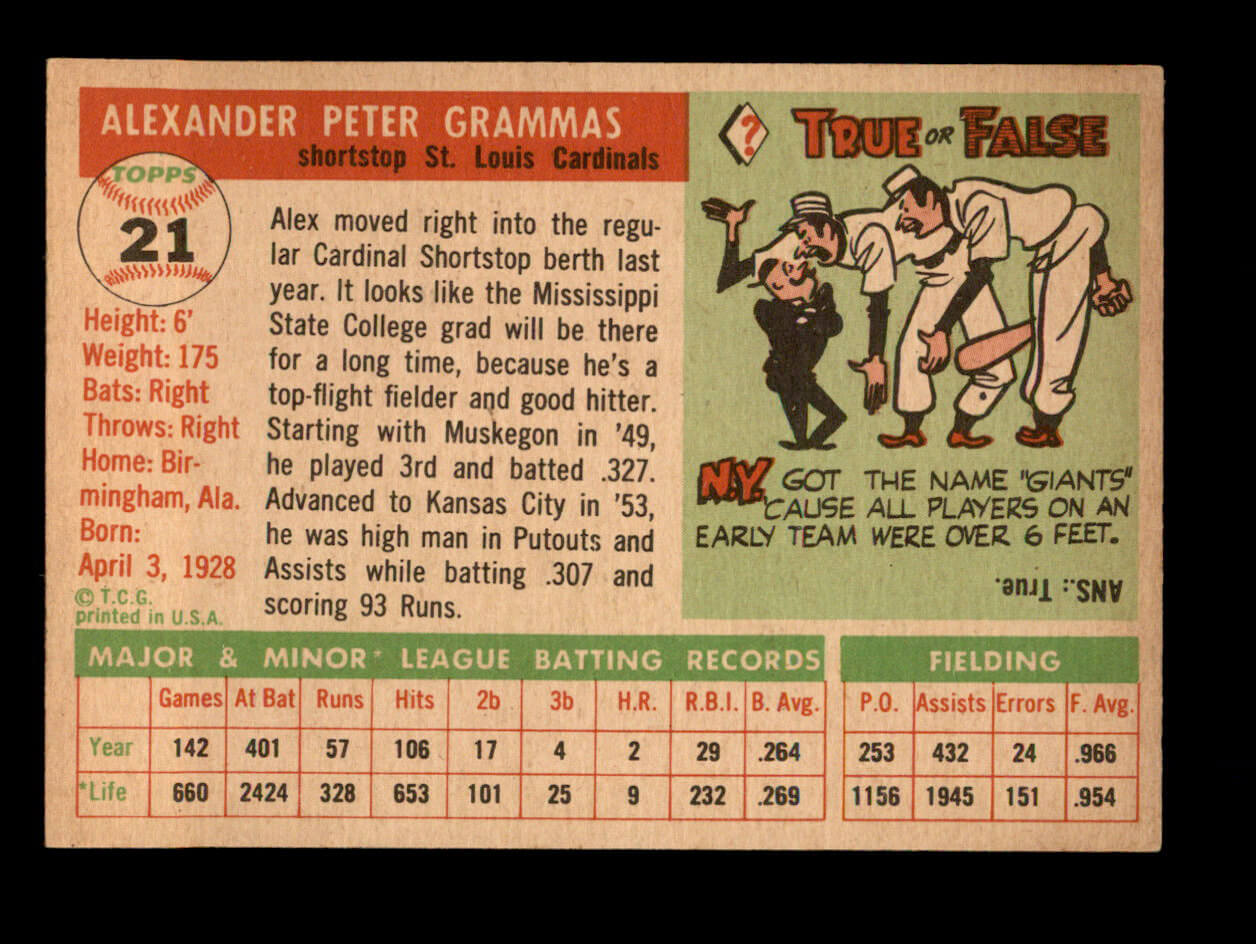 ALEXANDER PETER GRAMMAS
shortstop St. Louis Cardinals
TOPPS
21
Height: 6'
Weight: 175
Bats: Right
Throws: Right
Home: Bir-
mingham, Ala.
Born:
April 3, 1928
© T.C.G.
printed in U.S.A.
Alex moved right into the regu-
lar Cardinal Shortstop berth last
year. It looks like the Mississippi
State College grad will be there
for a long time, because he's a
top-flight fielder and good hitter.
Starting with Muskegon in '49,
he played 3rd and batted .327.
Advanced to Kansas City in '53,
he was high man in Putouts and
Assists while batting .307 and
scoring 93 Runs.
?
TRUE OR FALSE
N.Y. GOT THE NAME "GIANTS"
'CAUSE ALL PLAYERS ON AN
EARLY TEAM WERE OVER 6 FEET.
ANS.: True.
MAJOR & MINOR* LEAGUE BATTING RECORDS FIELDING
Games At Bat Runs Hits 2b 3b H.R. R.B.I. B. Avg. P.O. Assists Errors F. Avg.
Year 142 401 57 106 17 4 2 29 .264 253 432 24 .966
*Life 660 2424 328 653 101 25 9 232 .269 1156 1945 151 .954